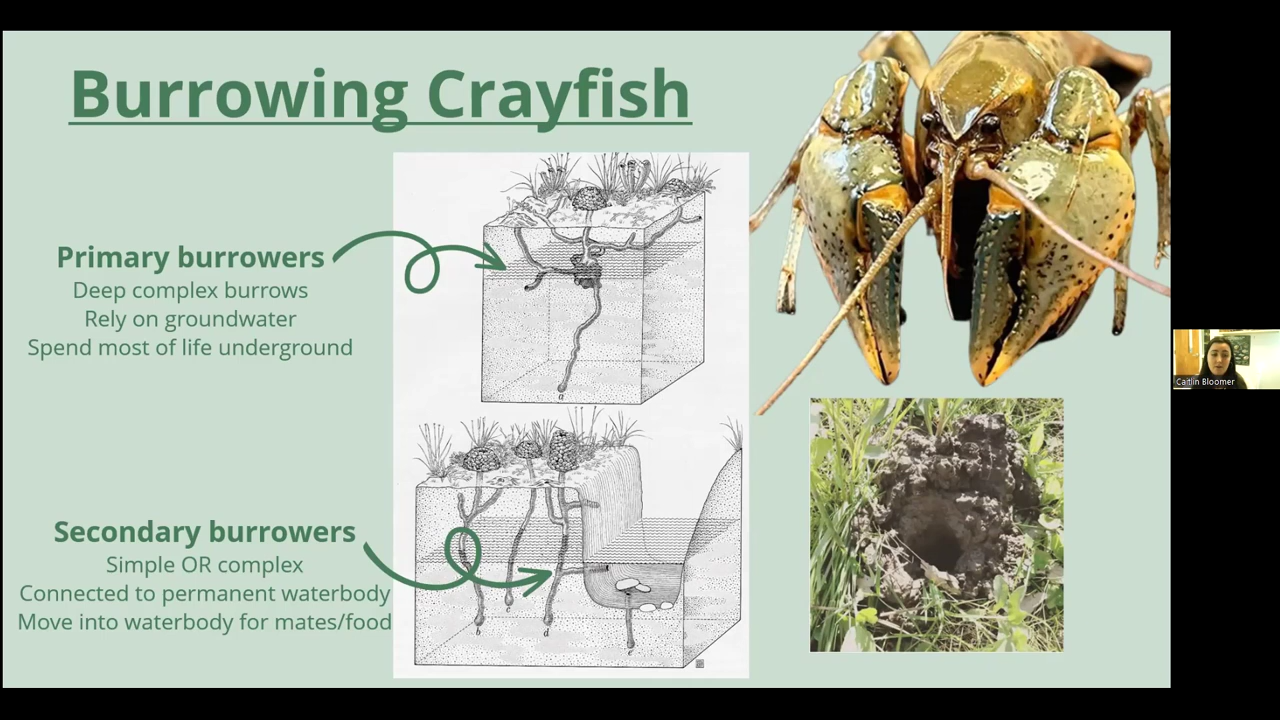 Burrowing Crayfish
Primary burrowers
Deep complex burrows
Rely on groundwater
Spend most of life underground
Secondary burrowers
Simple OR complex
Connected to permanent waterbody
Move into waterbody for mates/food
Caitlin Bloomer